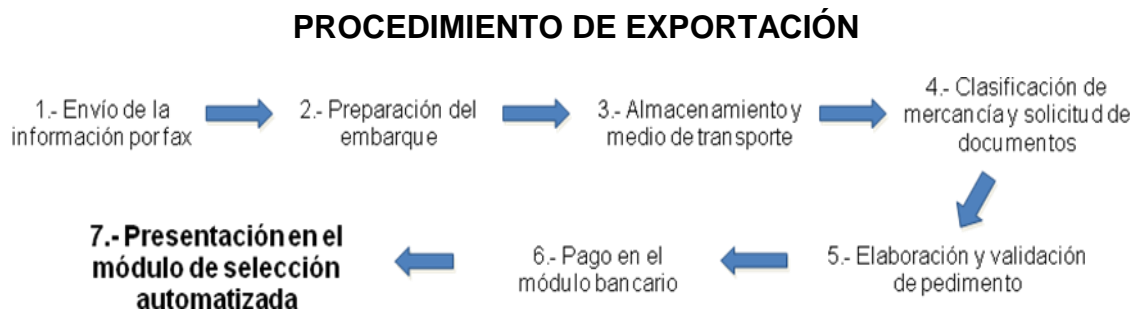 PROCEDIMIENTO DE EXPORTACIÓN
1.- Envío de la
información por fax
2.- Preparación del
embarque
3.- Almacenamiento y
medio de transporte
4.- Clasificación de
mercancía y solicitud de
documentos
5.- Elaboración y validación
de pedimento
6.- Pago en el
módulo bancario
7.- Presentación en el
módulo de selección
automatizada